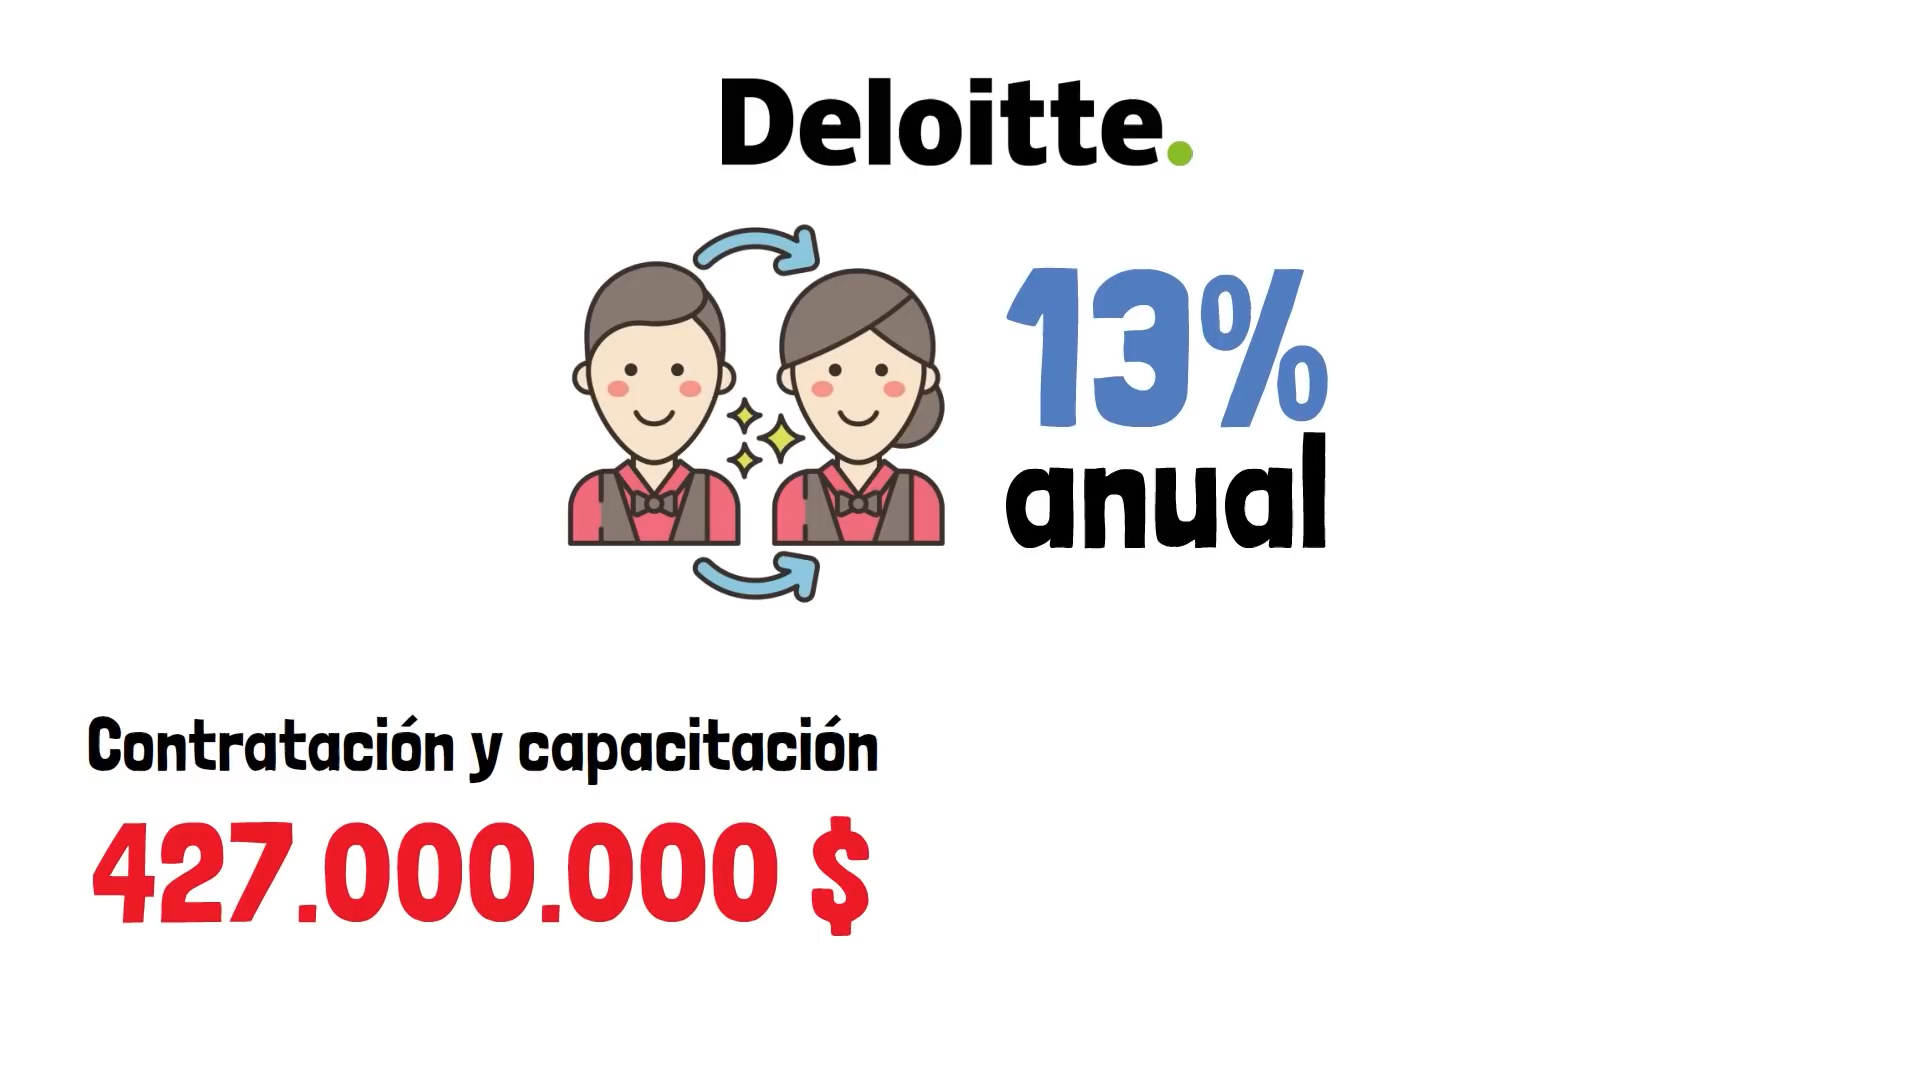 Deloitte.
13%
anual
Contratación y capacitación
427.000.000 $